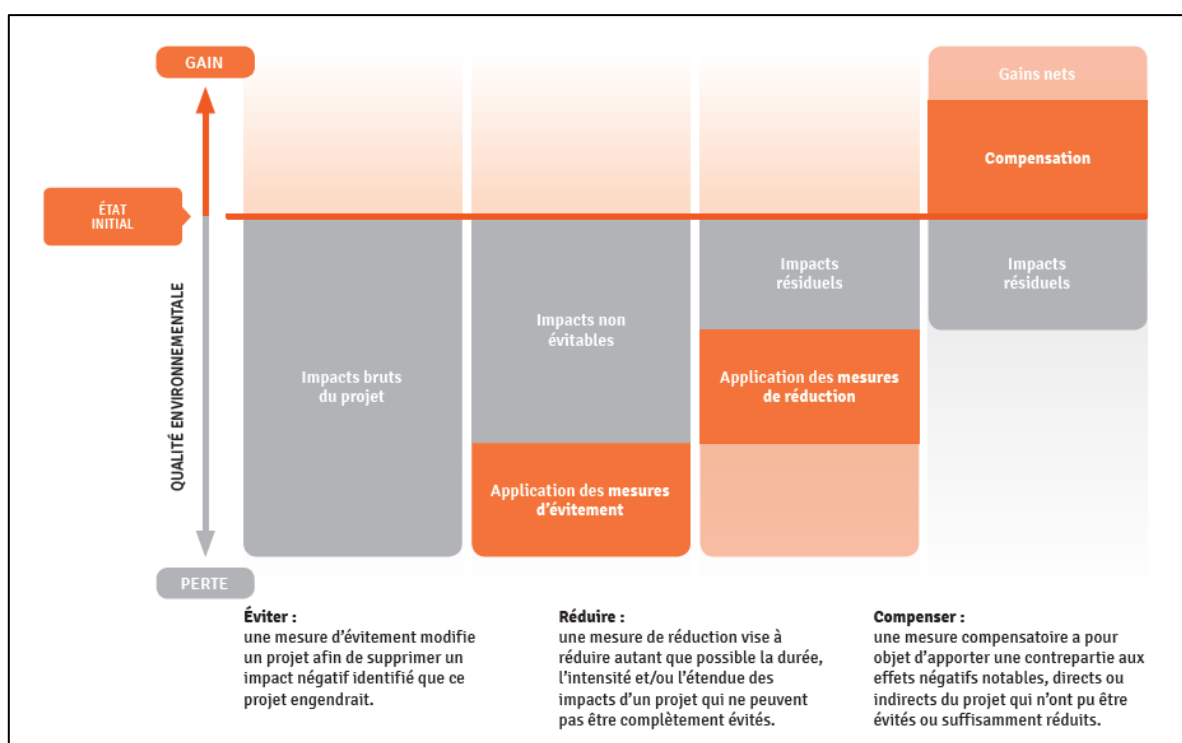 GAIN
Gains nets
Compensation
ÉTAT
INITIAL
QUALITÉ ENVIRONNEMENTALE
Impacts bruts
du projet
Impacts non
évitables
Application des mesures
d’évitement
Impacts
résiduels
Application des mesures
de réduction
Impacts
résiduels
PERTE
Éviter :
une mesure d’évitement modifie
un projet afin de supprimer un
impact négatif identifié que ce
projet engendrait.
Réduire :
une mesure de réduction vise à
réduire autant que possible la durée,
l’intensité et/ou l’étendue des
impacts d’un projet qui ne peuvent
pas être complètement évités.
Compenser :
une mesure compensatoire a pour
objet d’apporter une contrepartie aux
effets négatifs notables, directs ou
indirects du projet qui n’ont pu être
évités ou suffisamment réduits.